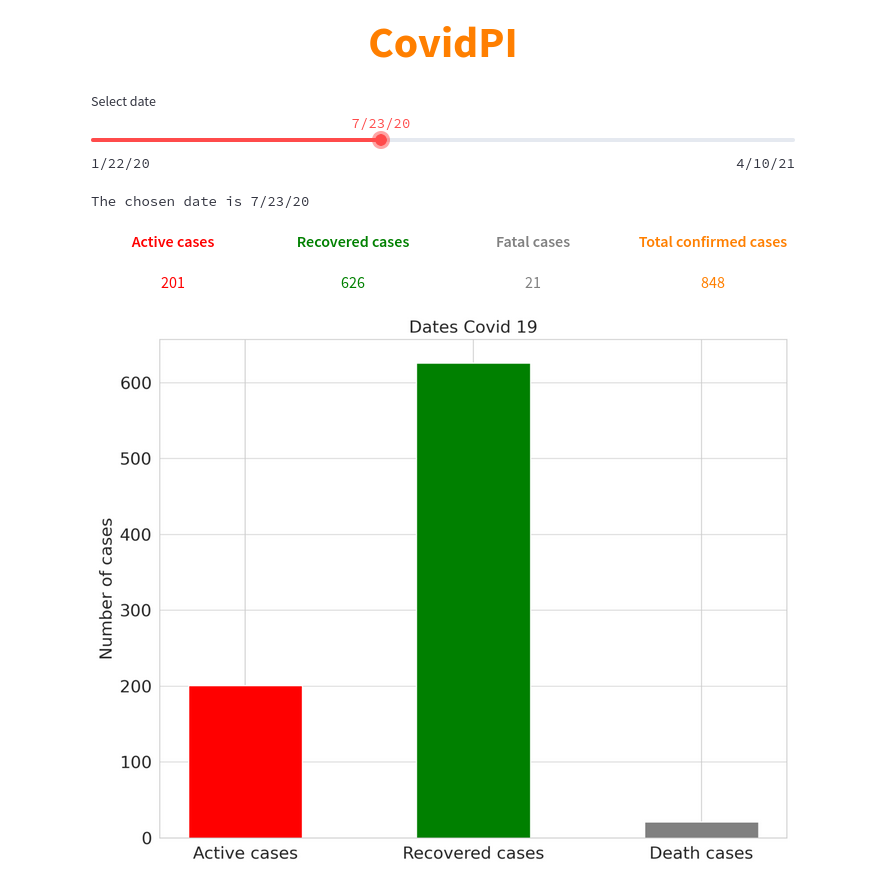 CovidPI
Select date
7/23/20
1/22/20 4/10/21
The chosen date is 7/23/20
Active cases Recovered cases Fatal cases Total confirmed cases
201 626 21 848
Dates Covid 19
600
500
400
300
200
100
0
Number of cases
Active cases Recovered cases Death cases